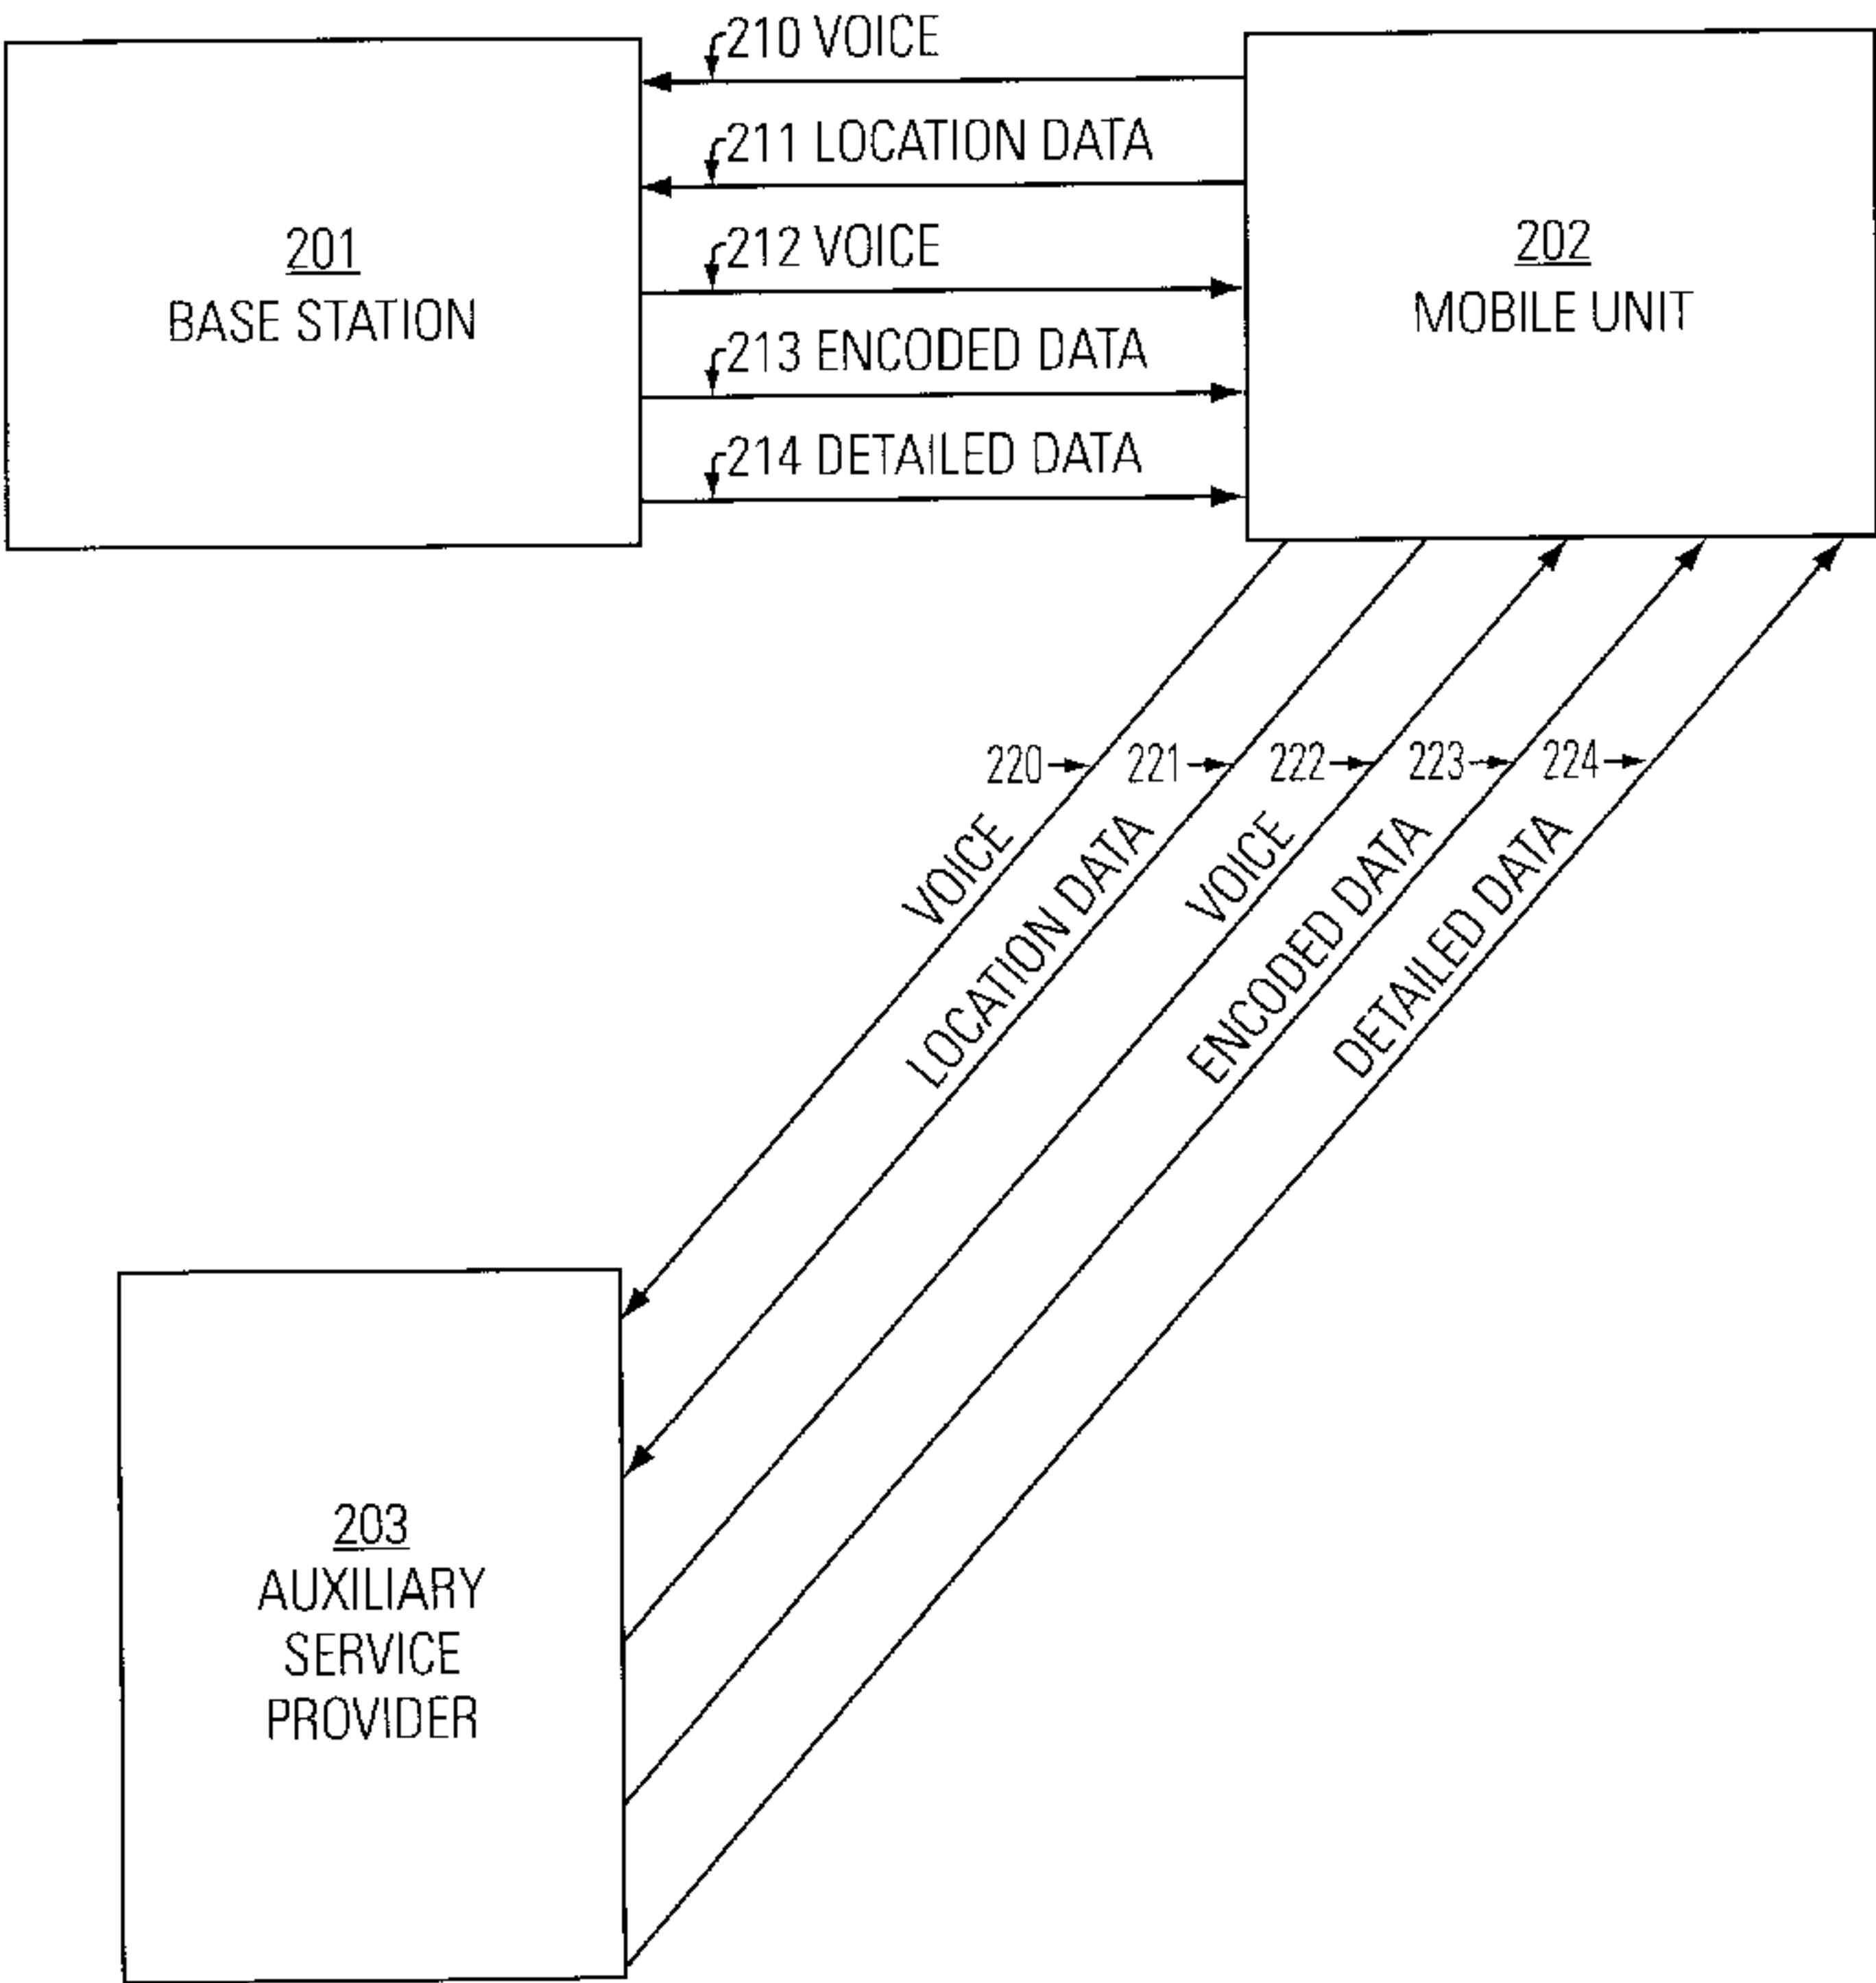 210 VOICE
211 LOCATION DATA
212 VOICE
213 ENCODED DATA
214 DETAILED DATA
201
BASE STATION
202
MOBILE UNIT
220
221
222
223
224
VOICE
LOCATION DATA
VOICE
ENCODED DATA
DETAILED DATA
203
AUXILIARY
SERVICE
PROVIDER